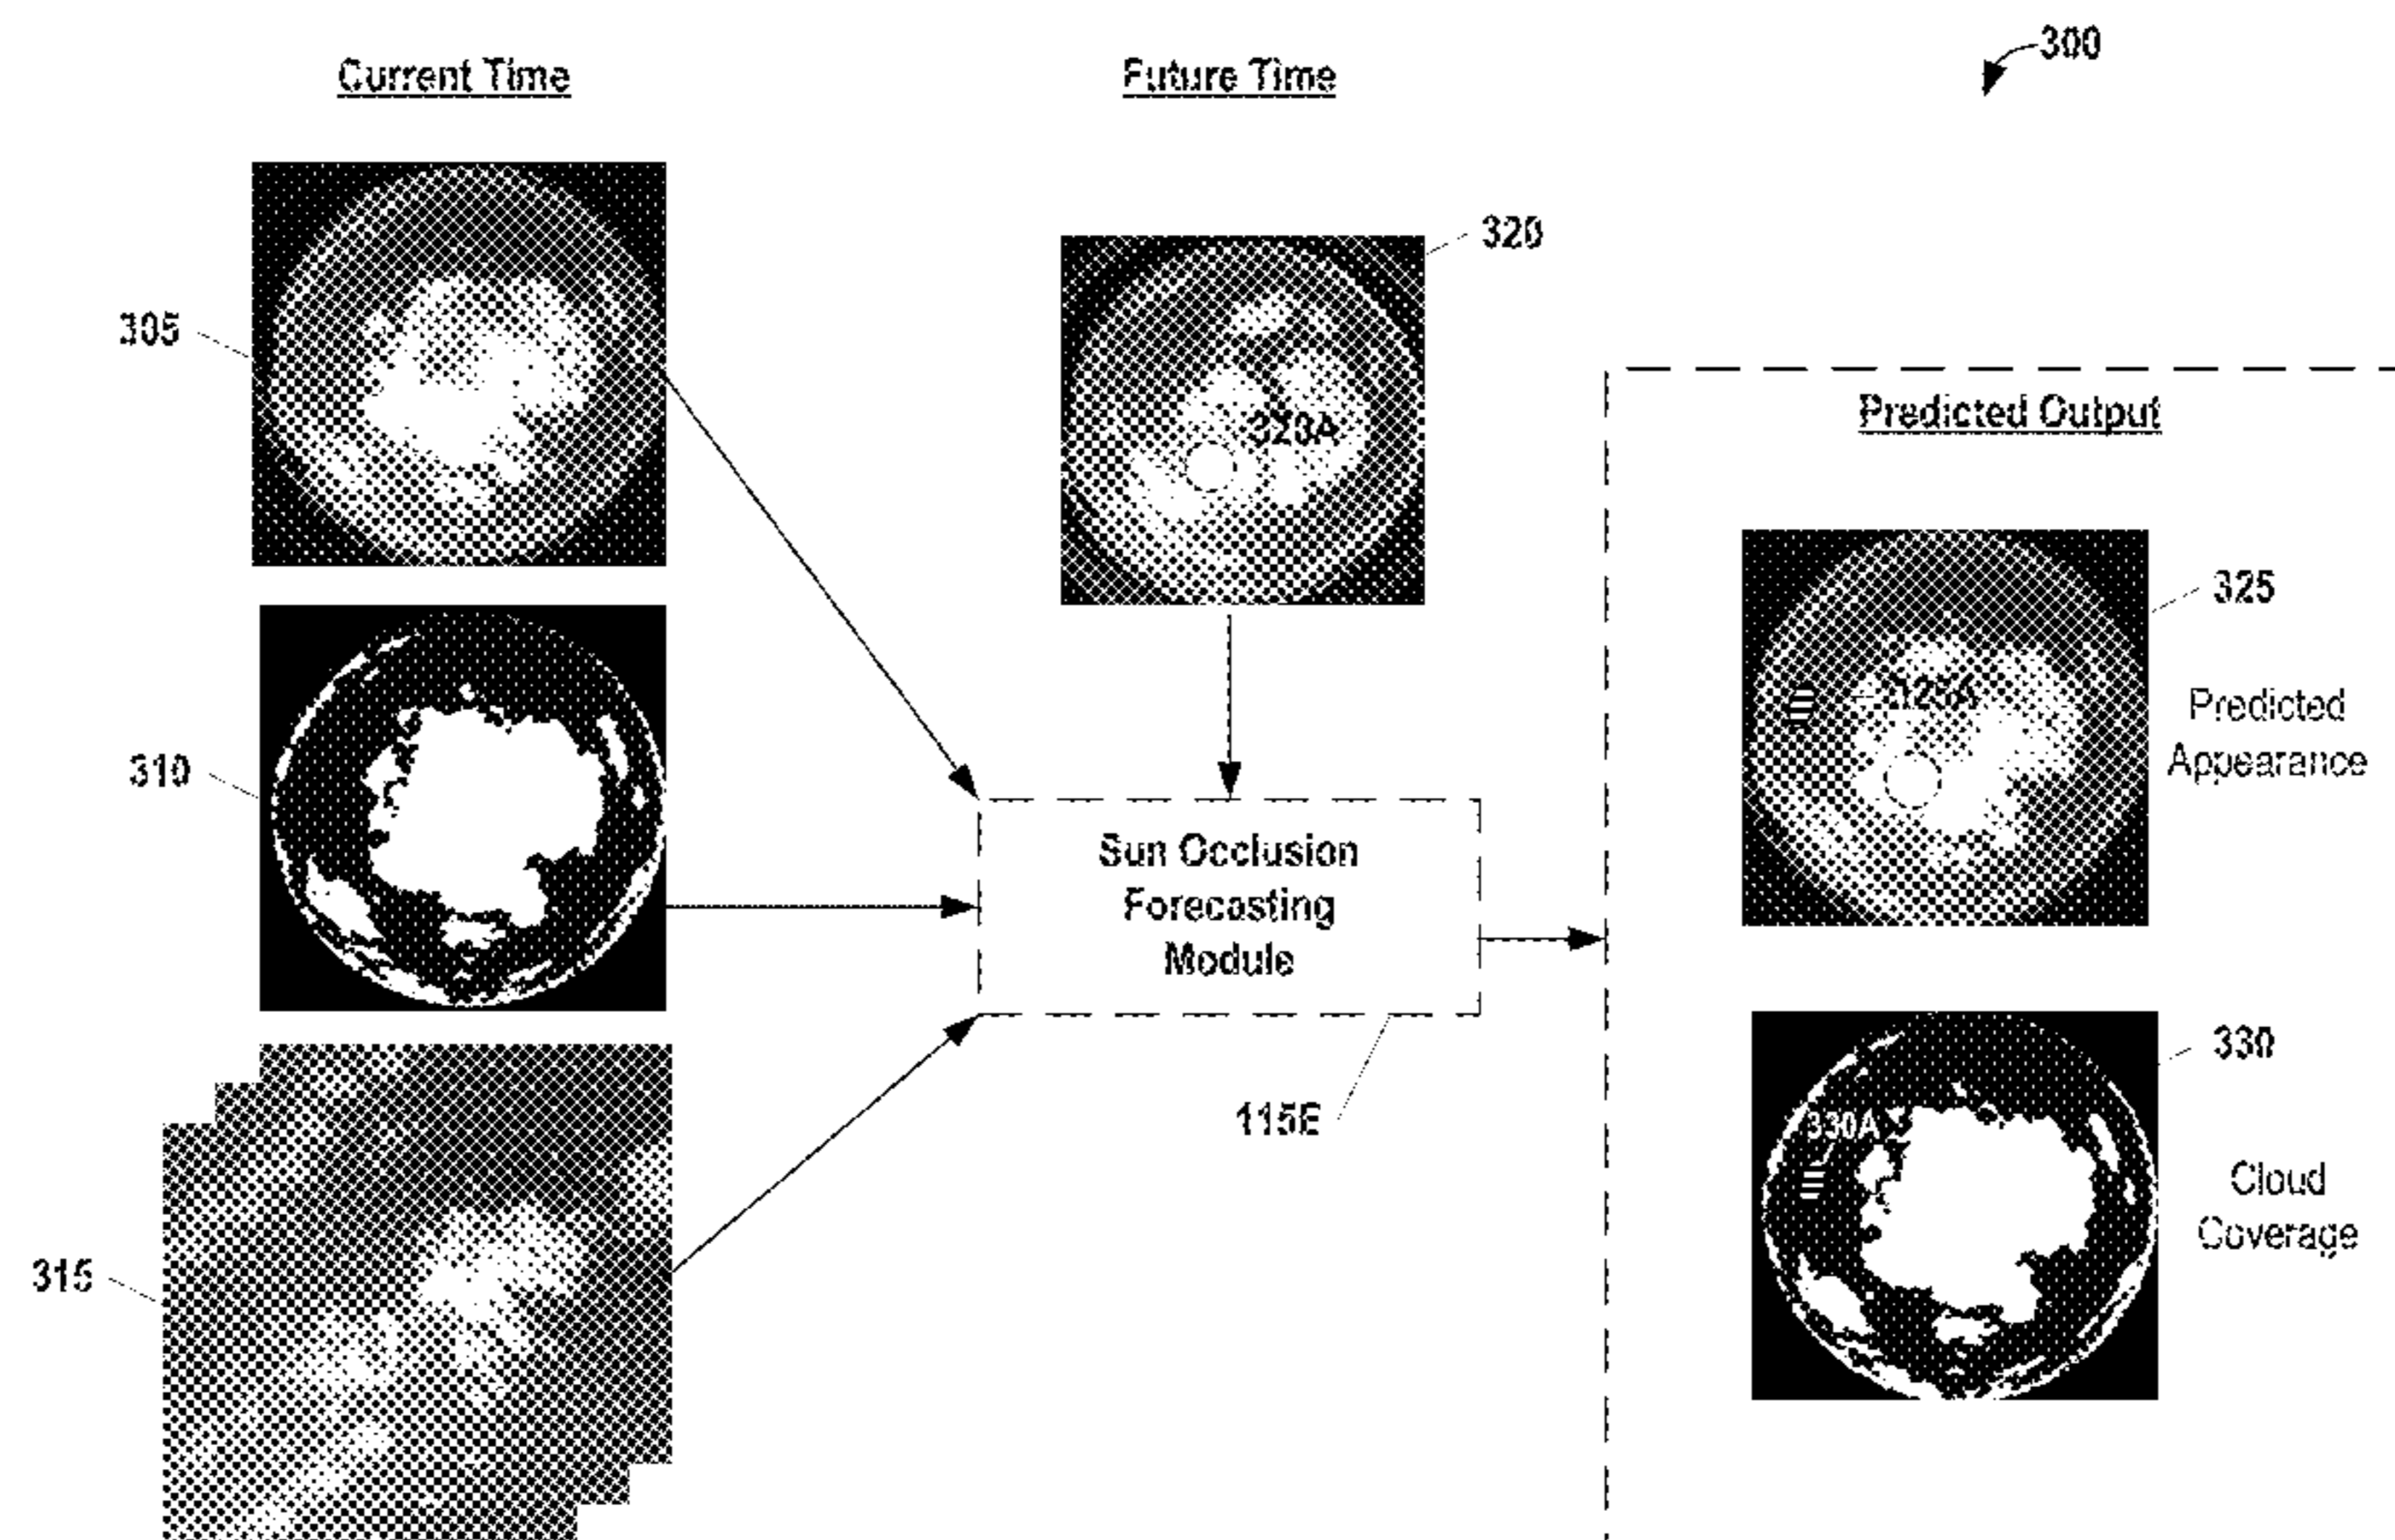 Current Time
Future Time
300
305
320
320A
Predicted Output
325
310
Predicted
Appearance
Sun Occlusion
Forecasting
Module
330
115E
330A
Cloud
Coverage
315